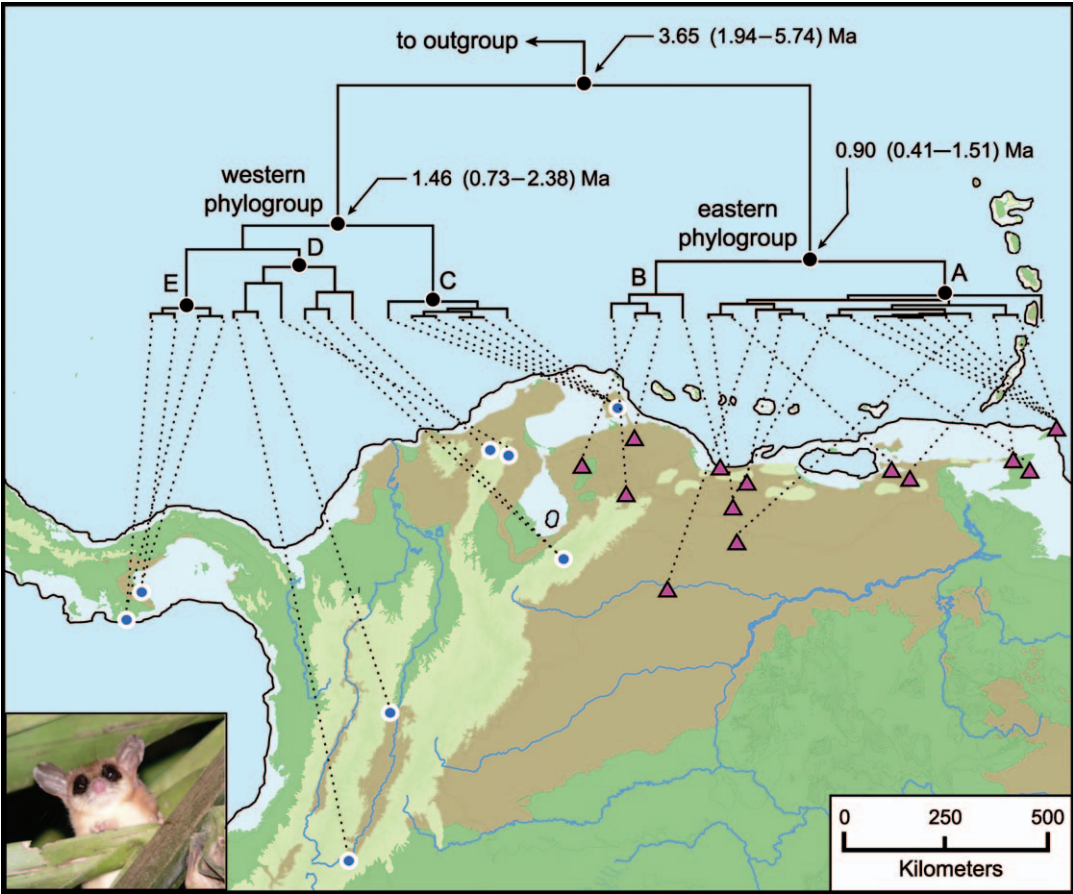 to outgroup
3.65 (1.94–5.74) Ma
0.90 (0.41–1.51) Ma
western
phylogroup
1.46 (0.73–2.38) Ma
eastern
phylogroup
D
E
C
B
A
0 250 500
Kilometers